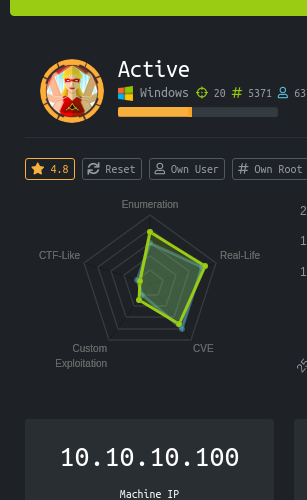 Active
Windows 20 # 5371 63
4.8 Reset Own User # Own Root
Enumeration
CTF-Like
Real-Life
Custom
Exploitation
CVE
2
1
1
25
10.10.10.100
Machine IP